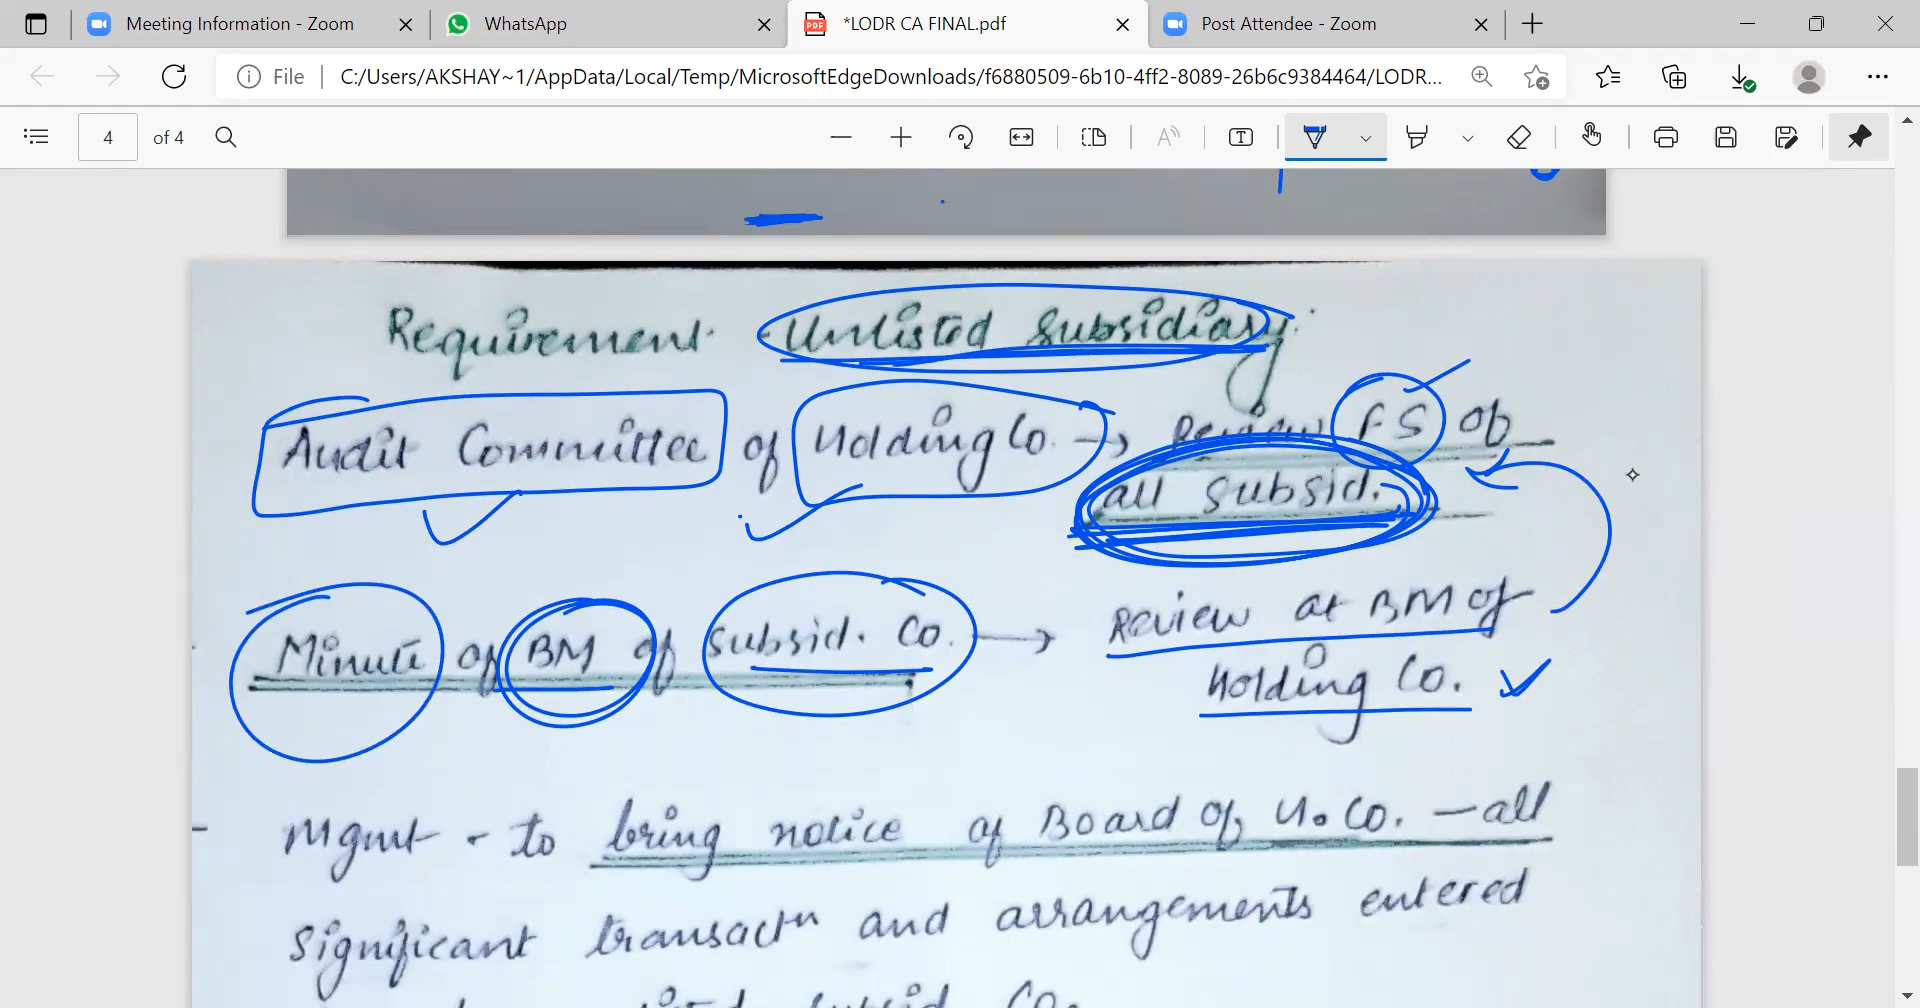 Meeting Information - Zoom
WhatsApp
*LODR CA FINAL.pdf
Post Attendee - Zoom
File
C:/Users/AKSHAY~1/AppData/Local/Temp/MicrosoftEdgeDownloads/f6880509-6b10-4ff2-8089-26b6c9384464/LODR...
4 of 4
Requirement - Unlisted Subsidiary
Audit Committee of Holding Co. → Review FS of
all subsid.
Minute of BM of subsid. Co. → Review at BM of
Holding Co.
- Mgmt - to bring notice of Board of H. Co. - all
significant transactn and arrangements entered
subsid Co.